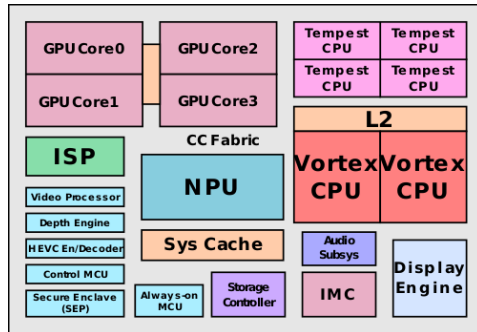 GPU Core0
GPU Core2
GPU Core1
GPU Core3
Tempest
CPU
Tempest
CPU
Tempest
CPU
Tempest
CPU
L2
Vortex
CPU
Vortex
CPU
CC Fabric
ISP
NPU
Video Processor
Depth Engine
HEVC En/Decoder
Control MCU
Secure Enclave
(SEP)
Sys Cache
Always-on
MCU
Storage
Controller
Audio
Subsys
IMC
Display
Engine